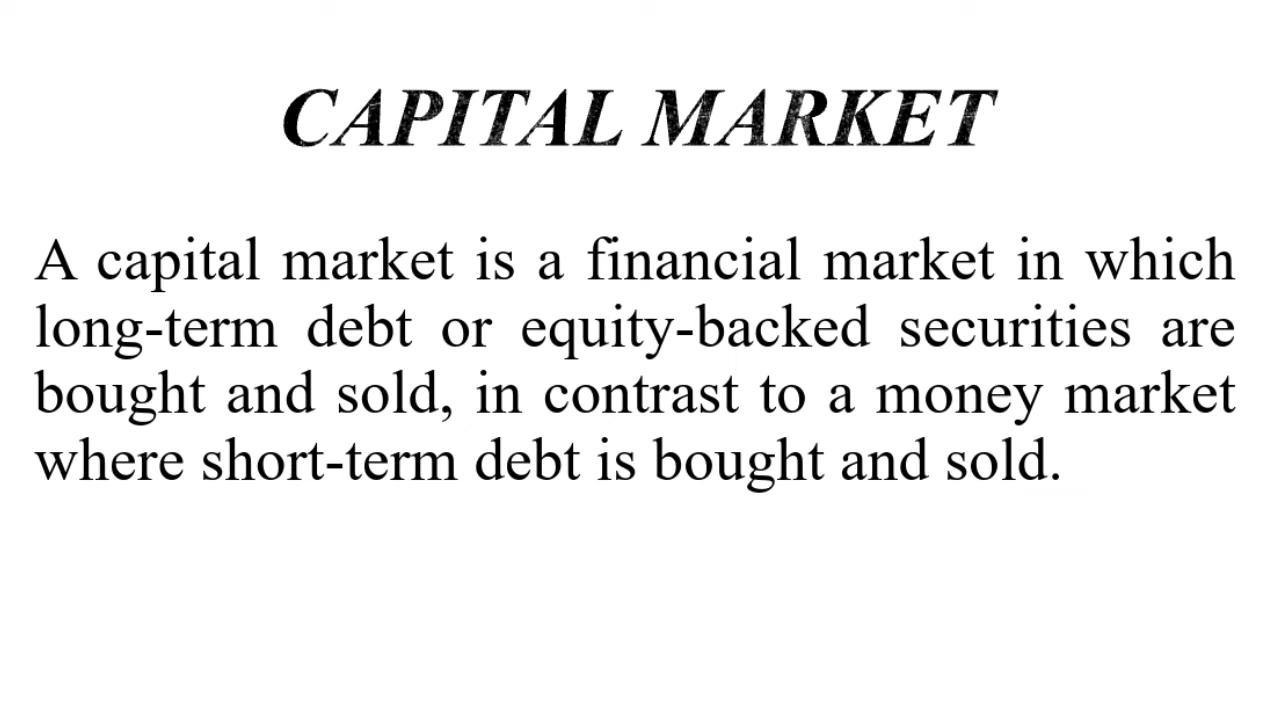 CAPITAL MARKET
A capital market is a financial market in which
long-term debt or equity-backed securities are
bought and sold, in contrast to a money market
where short-term debt is bought and sold.